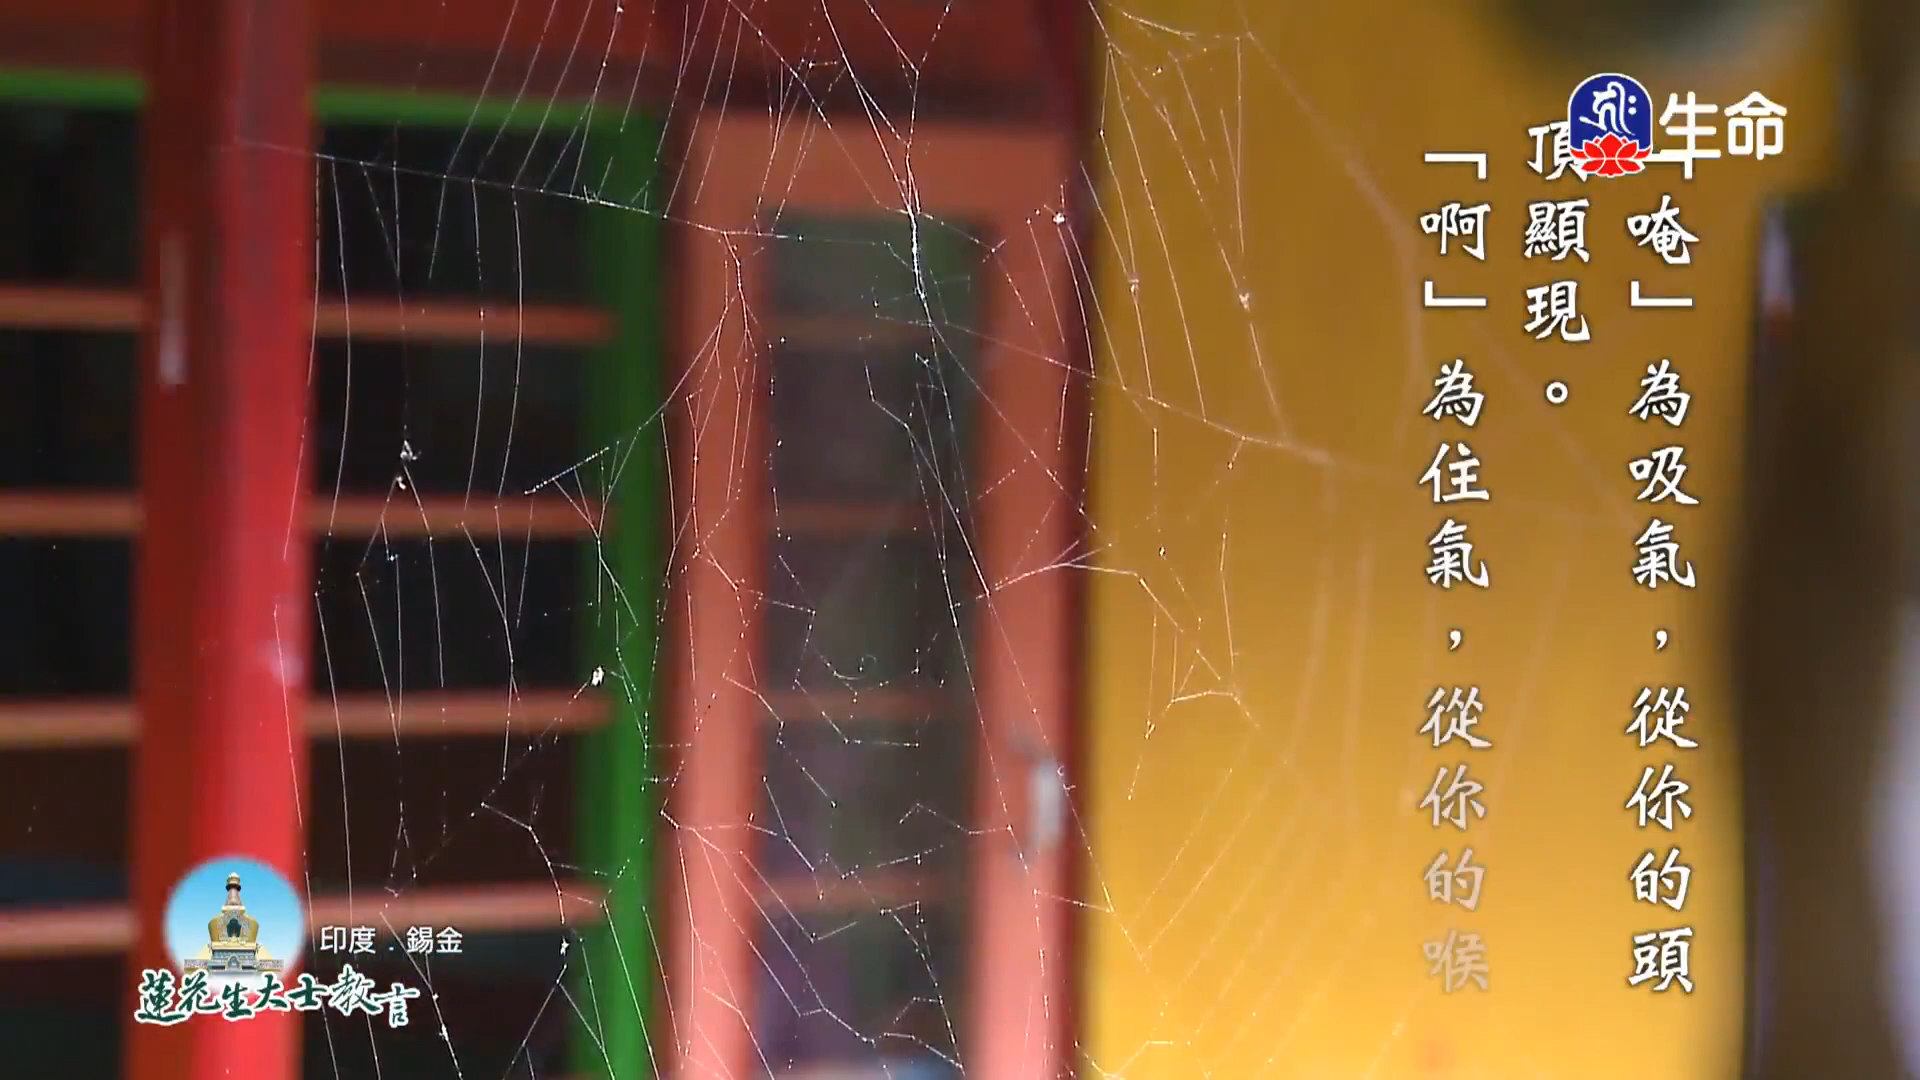 生命
「唵」為吸氣，從你的頭
頂顯現。
「啊」為住氣，從你的喉
印度．錫金
蓮花生大士教言